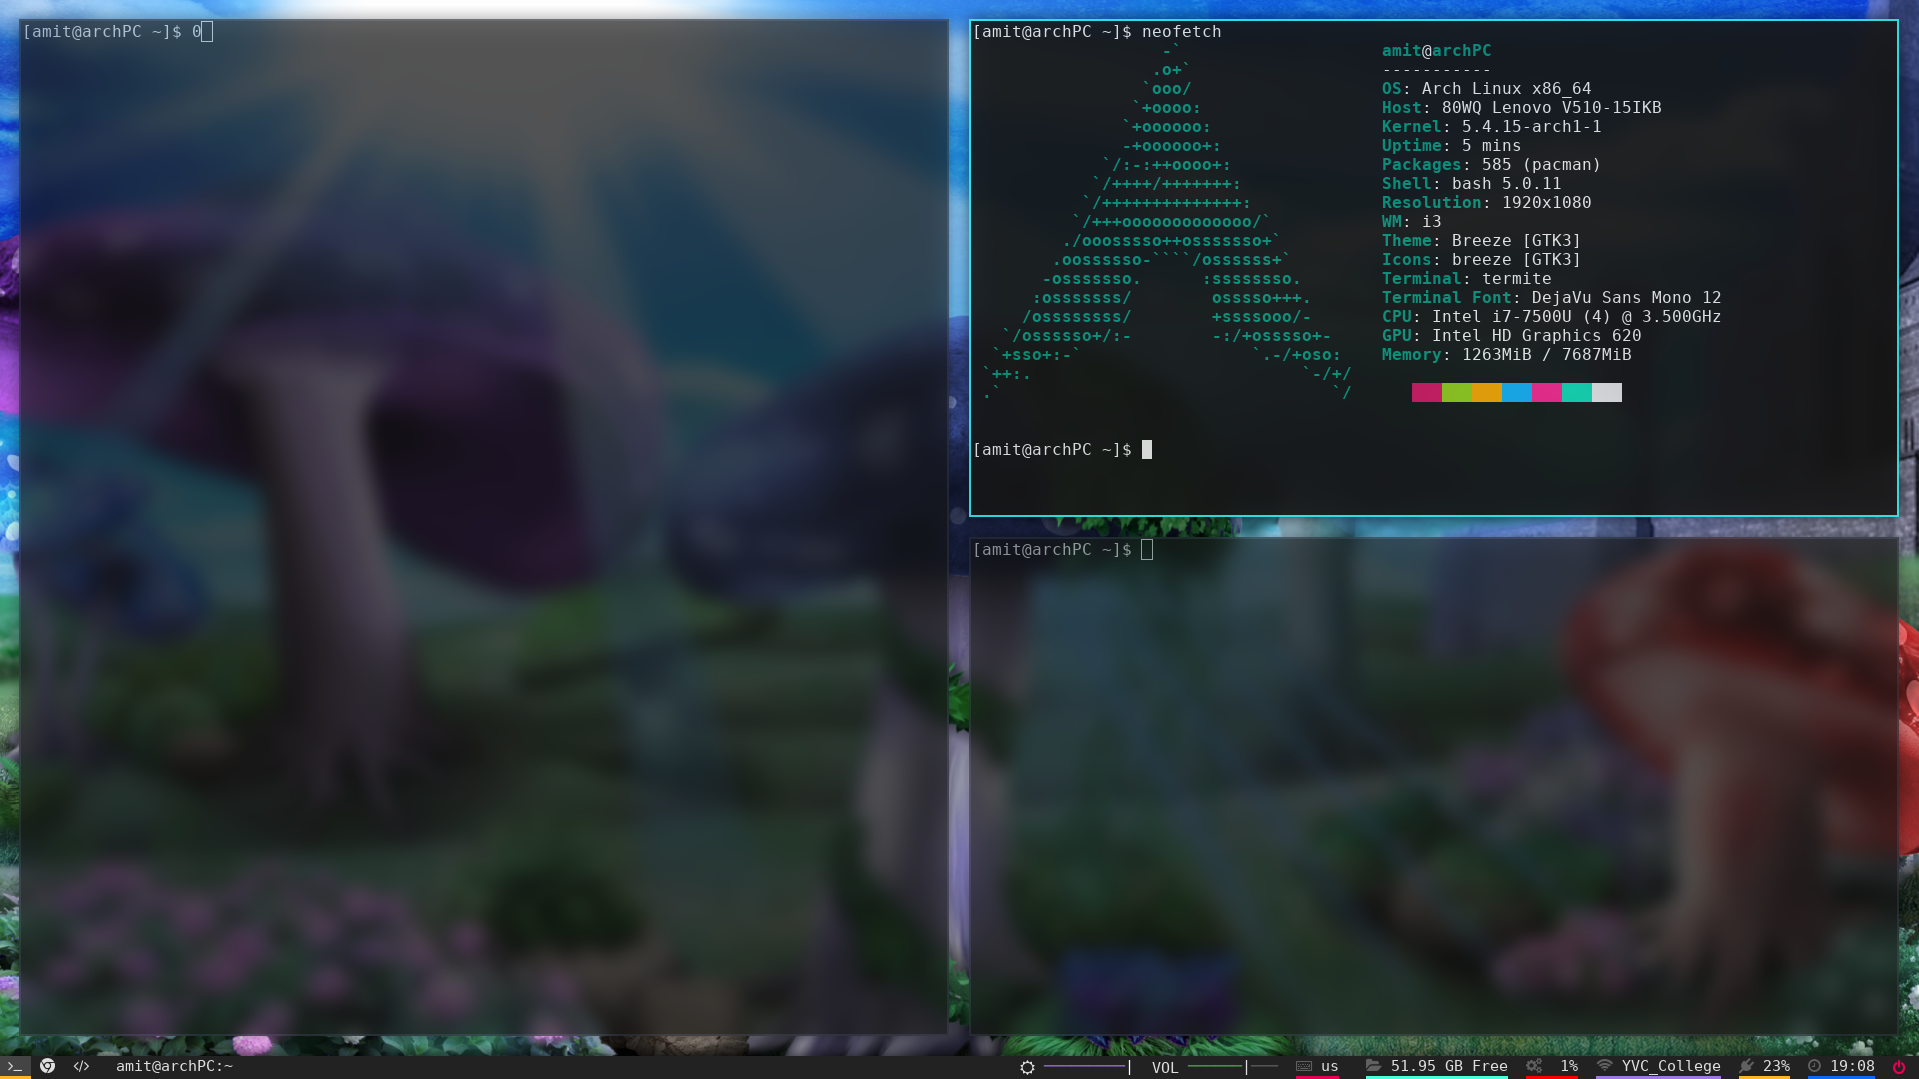 [amit@archPC ~]$ 0
[amit@archPC ~]$ neofetch
                   -`
                  .o+`
                 `ooo/
                `+oooo:
               `+oooooo:
               -+oooooo+:
             `/:-:++oooo+:
            `/++++/+++++++:
           `/++++++++++++++:
          `/+++ooooooooooooo/`
         ./ooosssso++osssssso+`
        .oossssso-````/ossssss+`
       -osssssso.      :ssssssso.
      :osssssss/        osssso+++.
     /ossssssss/        +ssssooo/-
   `/ossssso+/:-        -:/+osssso+-
  `+sso+:-`                 `.-/+oso:
 `++:.                           `-/+/
 .`                                 `/
amit@archPC
-----------
OS: Arch Linux x86_64
Host: 80WQ Lenovo V510-15IKB
Kernel: 5.4.15-arch1-1
Uptime: 5 mins
Packages: 585 (pacman)
Shell: bash 5.0.11
Resolution: 1920x1080
WM: i3
Theme: Breeze [GTK3]
Icons: breeze [GTK3]
Terminal: termite
Terminal Font: DejaVu Sans Mono 12
CPU: Intel i7-7500U (4) @ 3.500GHz
GPU: Intel HD Graphics 620
Memory: 1263MiB / 7687MiB
[amit@archPC ~]$
[amit@archPC ~]$
amit@archPC:~ VOL us 51.95 GB Free 1% YVC_College 23% 19:08